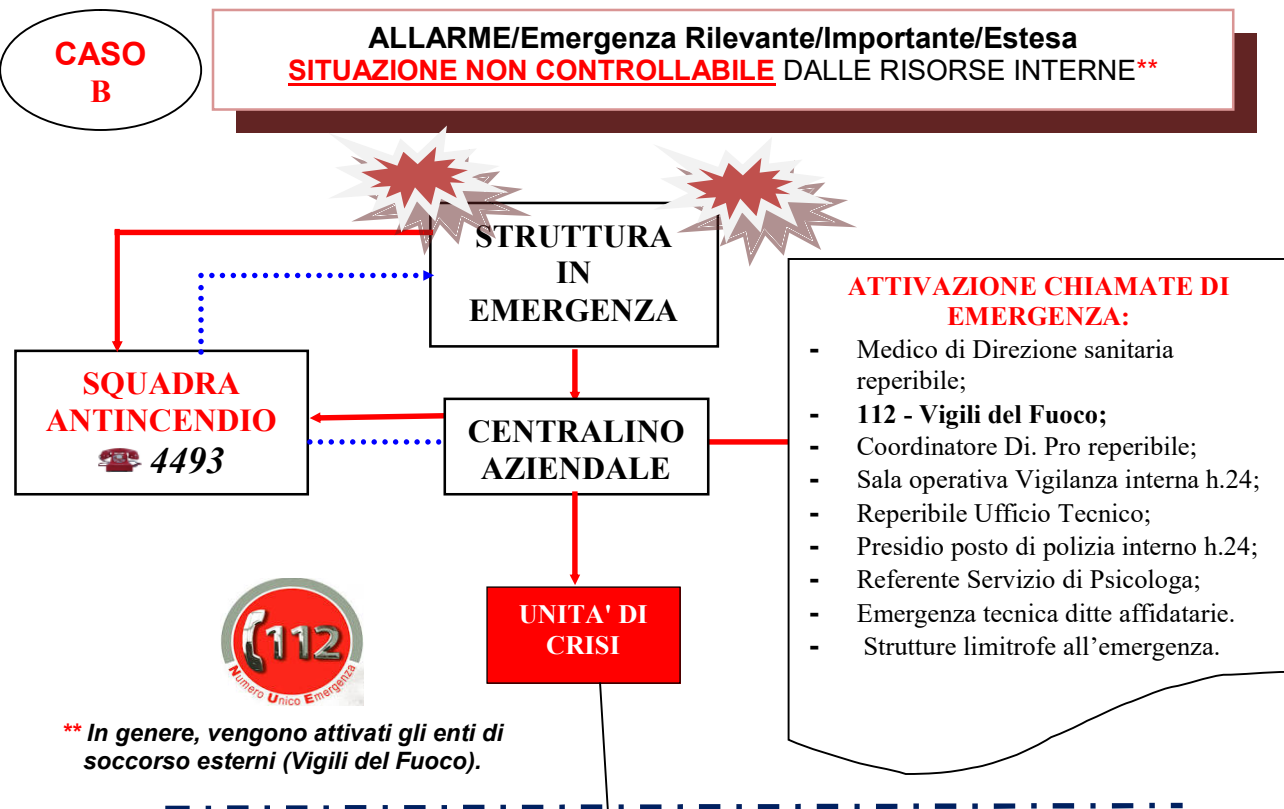 CASO
B
ALLARME/Emergenza Rilevante/Importante/Estesa
SITUAZIONE NON CONTROLLABILE DALLE RISORSE INTERNE**
STRUTTURA
IN
EMERGENZA
SQUADRA
ANTINCENDIO
4493
CENTRALINO
AZIENDALE
ATTIVAZIONE CHIAMATE DI
EMERGENZA:
- Medico di Direzione sanitaria
reperibile;
- 112 - Vigili del Fuoco;
- Coordinatore Di. Pro reperibile;
- Sala operativa Vigilanza interna h.24;
- Reperibile Ufficio Tecnico;
- Presidio posto di polizia interno h.24;
- Referente Servizio di Psicologa;
- Emergenza tecnica ditte affidatarie.
- Strutture limitrofe all’emergenza.
UNITA' DI
CRISI
112
Numero Unico Emergenza
** In genere, vengono attivati gli enti di
soccorso esterni (Vigili del Fuoco).